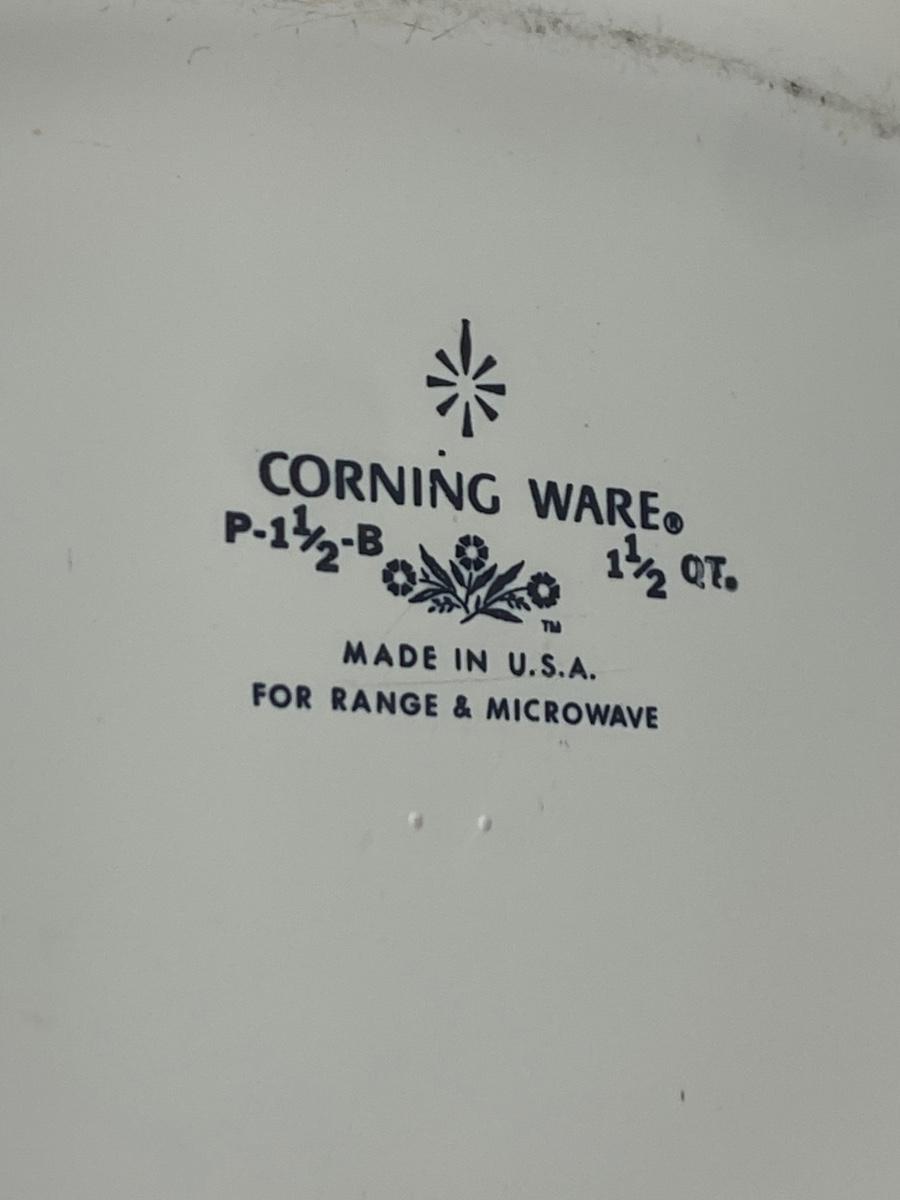 CORNING WARE®
P-1½-B 1½ QT.
TM
MADE IN U.S.A.
FOR RANGE & MICROWAVE